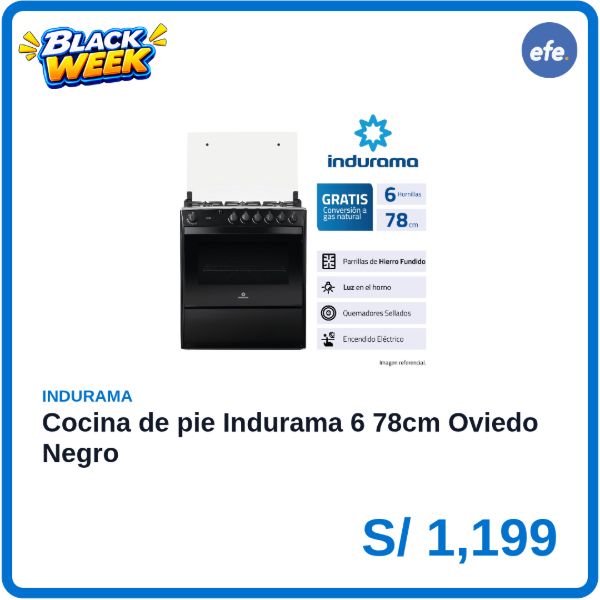 BLACK
WEEK
efe.
indurama
GRATIS
Conversión a
gas natural
6 Hornillas
78 cm
Parrillas de Hierro Fundido
Luz en el horno
Quemadores Sellados
Encendido Eléctrico
Imagen referencial.
INDURAMA
Cocina de pie Indurama 6 78cm Oviedo
Negro
S/ 1,199